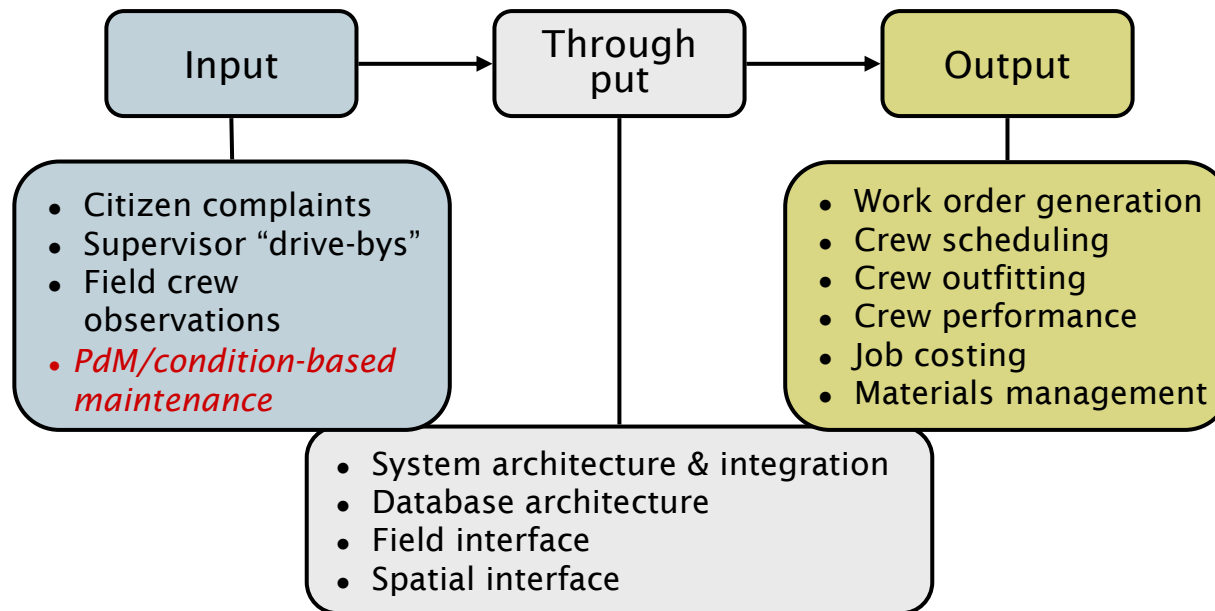 Input
Through
put
Output
• Citizen complaints
• Supervisor “drive-bys”
• Field crew
observations
• PdM/condition-based
maintenance
• Work order generation
• Crew scheduling
• Crew outfitting
• Crew performance
• Job costing
• Materials management
• System architecture & integration
• Database architecture
• Field interface
• Spatial interface